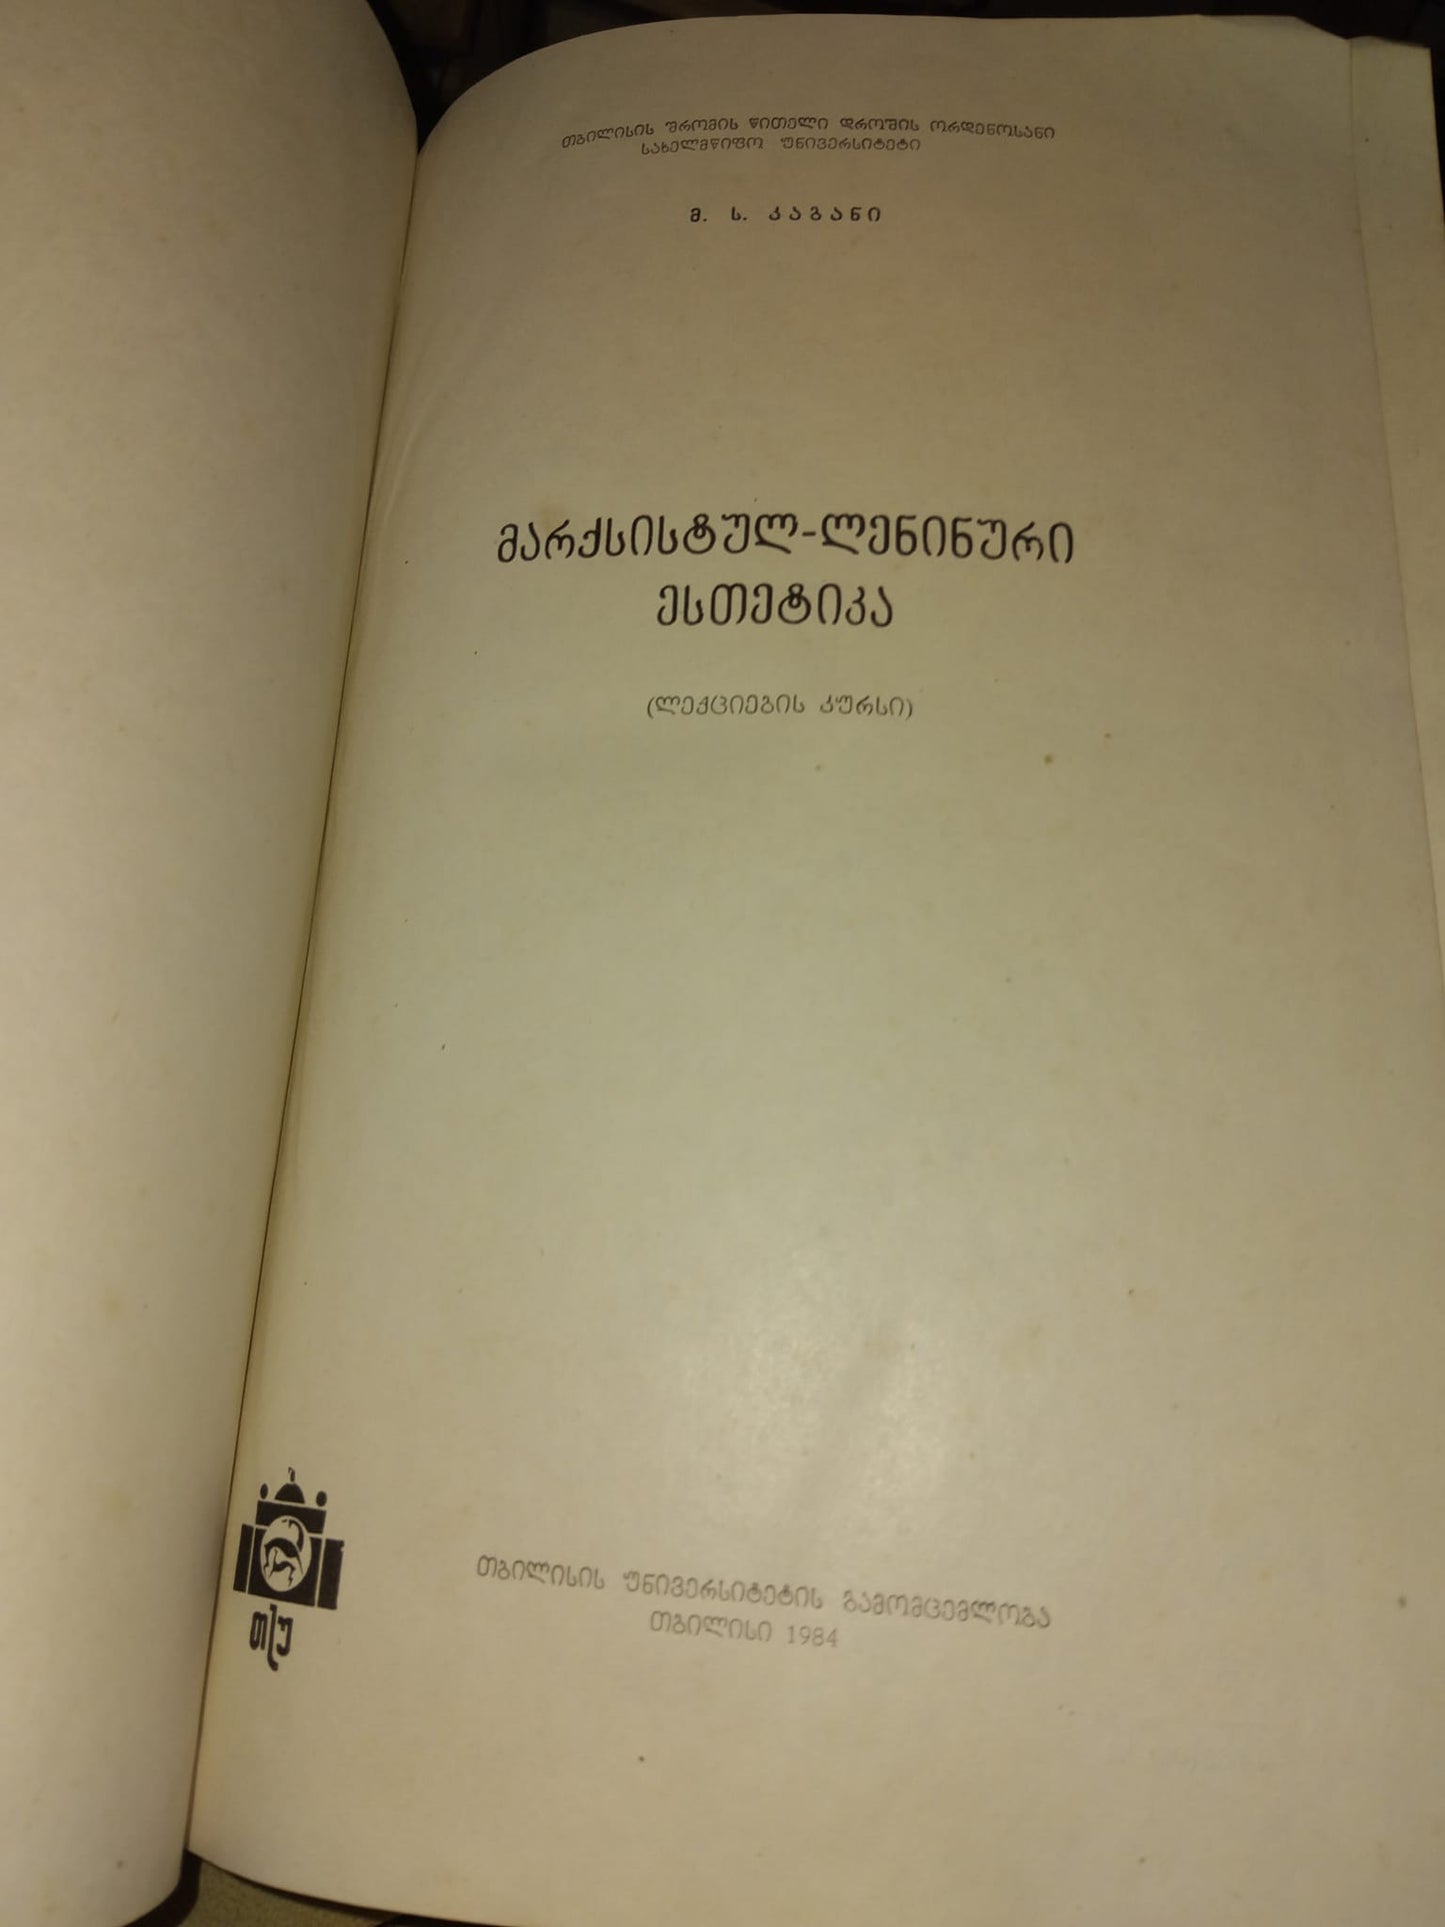 თბილისის შრომის წითელი დროშის ორდენოსანი
სახელმწიფო უნივერსიტეტი
მ. ს. კაგანი
მარქსისტულ-ლენინური
ესთეტიკა
(ლექციების კურსი)
თსუ
თბილისის უნივერსიტეტის გამომცემლობა
თბილისი 1984